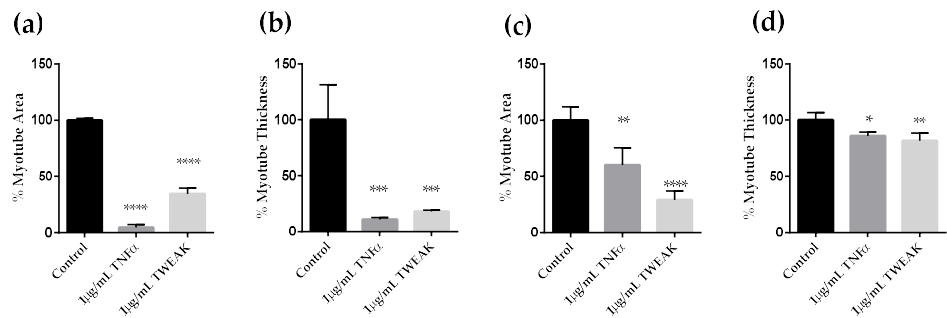 (a)
% Myotube Area
150
100
50
0
****
****
Control
1µg/mL TNFα
1µg/mL TWEAK
(b)
% Myotube Thickness
150
100
50
0
***
***
Control
1µg/mL TNFα
1µg/mL TWEAK
(c)
% Myotube Area
150
100
50
0
**
****
Control
1µg/mL TNFα
1µg/mL TWEAK
(d)
% Myotube Thickness
150
100
50
0
*
**
Control
1µg/mL TNFα
1µg/mL TWEAK